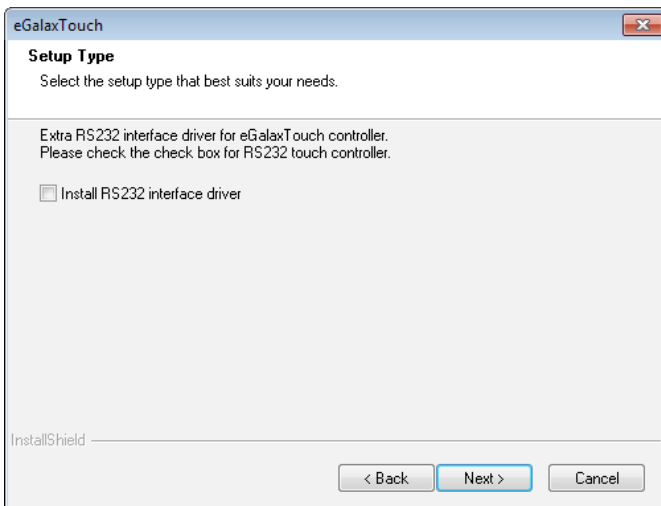 eGalaxTouch
Setup Type
Select the setup type that best suits your needs.
Extra RS232 interface driver for eGalaxTouch controller.
Please check the check box for RS232 touch controller.
Install RS232 interface driver
InstallShield
< Back
Next >
Cancel